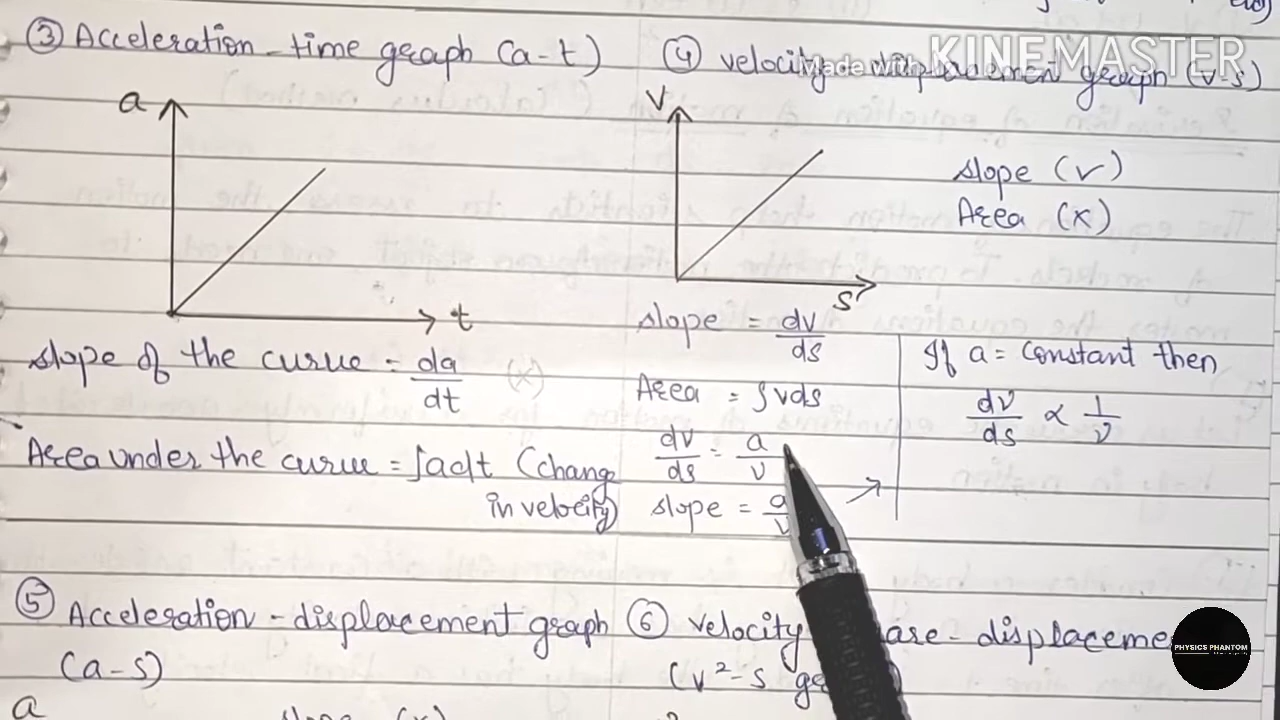 ③ Acceleration - time graph (a-t)
a
t
slope of the curve = da/dt (x)
Area under the curve = ∫adt (change in velocity)
④ velocity - displacement graph (v-s)
Made with KINEMASTER
v
s
slope (✓)
Area (x)
slope = dv/ds
Area = ∫vds
dv/ds = a/v
slope = a/v
If a = constant then
dv/ds ∝ 1/v
⑤ Acceleration - displacement graph
(a-s)
a
⑥ velocity - displaceme
(v²-s
PHYSICS PHANTOM